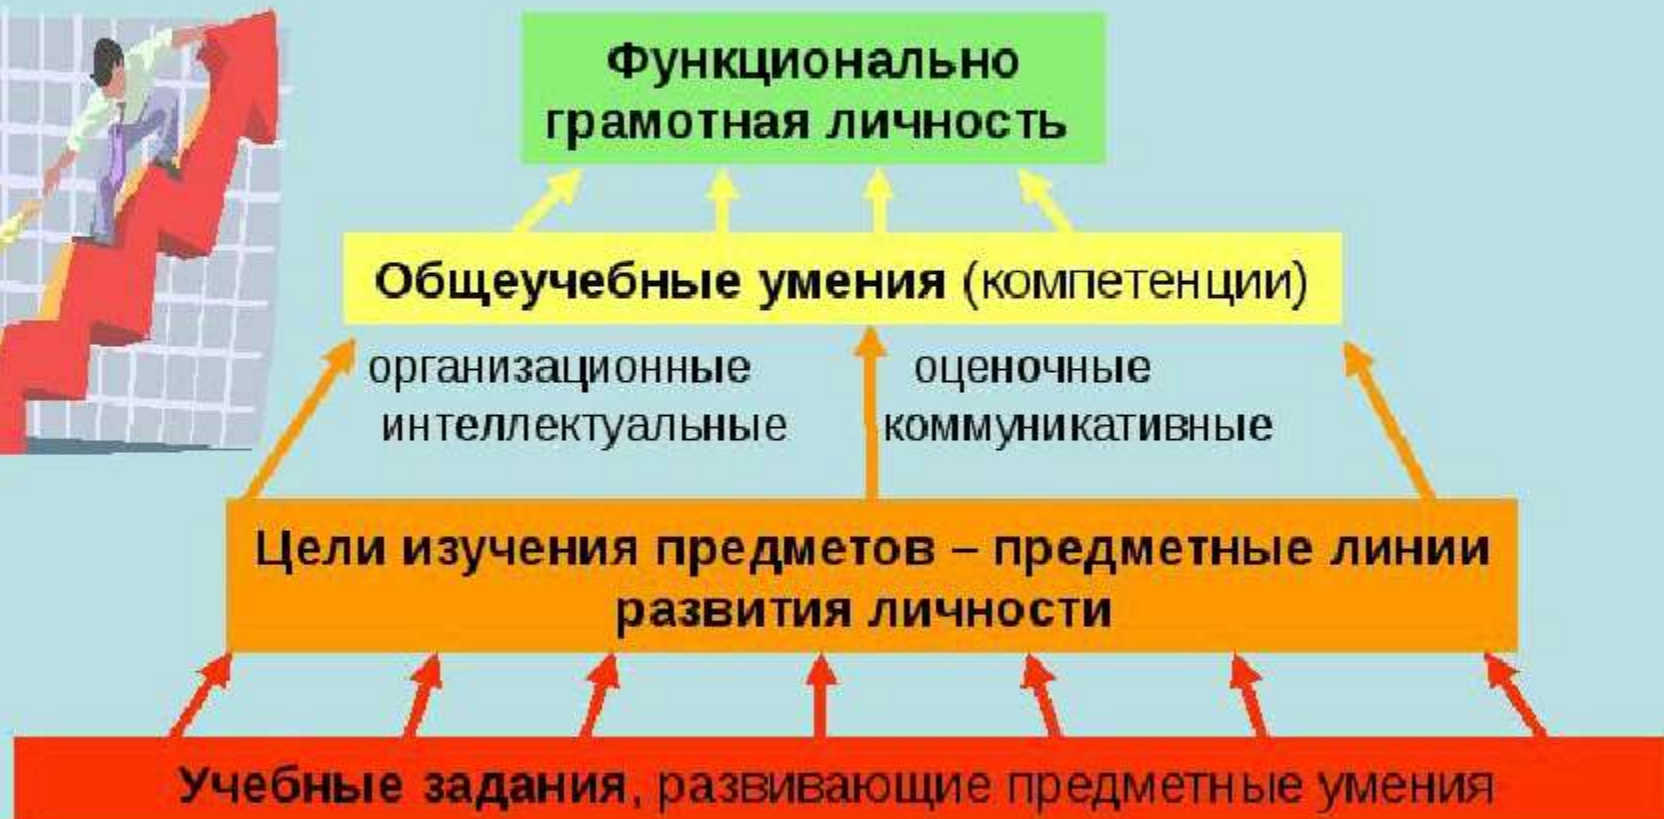 Функционально
грамотная личность
Общеучебные умения (компетенции)
организационные оценочные
интеллектуальные коммуникативные
Цели изучения предметов – предметные линии
развития личности
Учебные задания, развивающие предметные умения